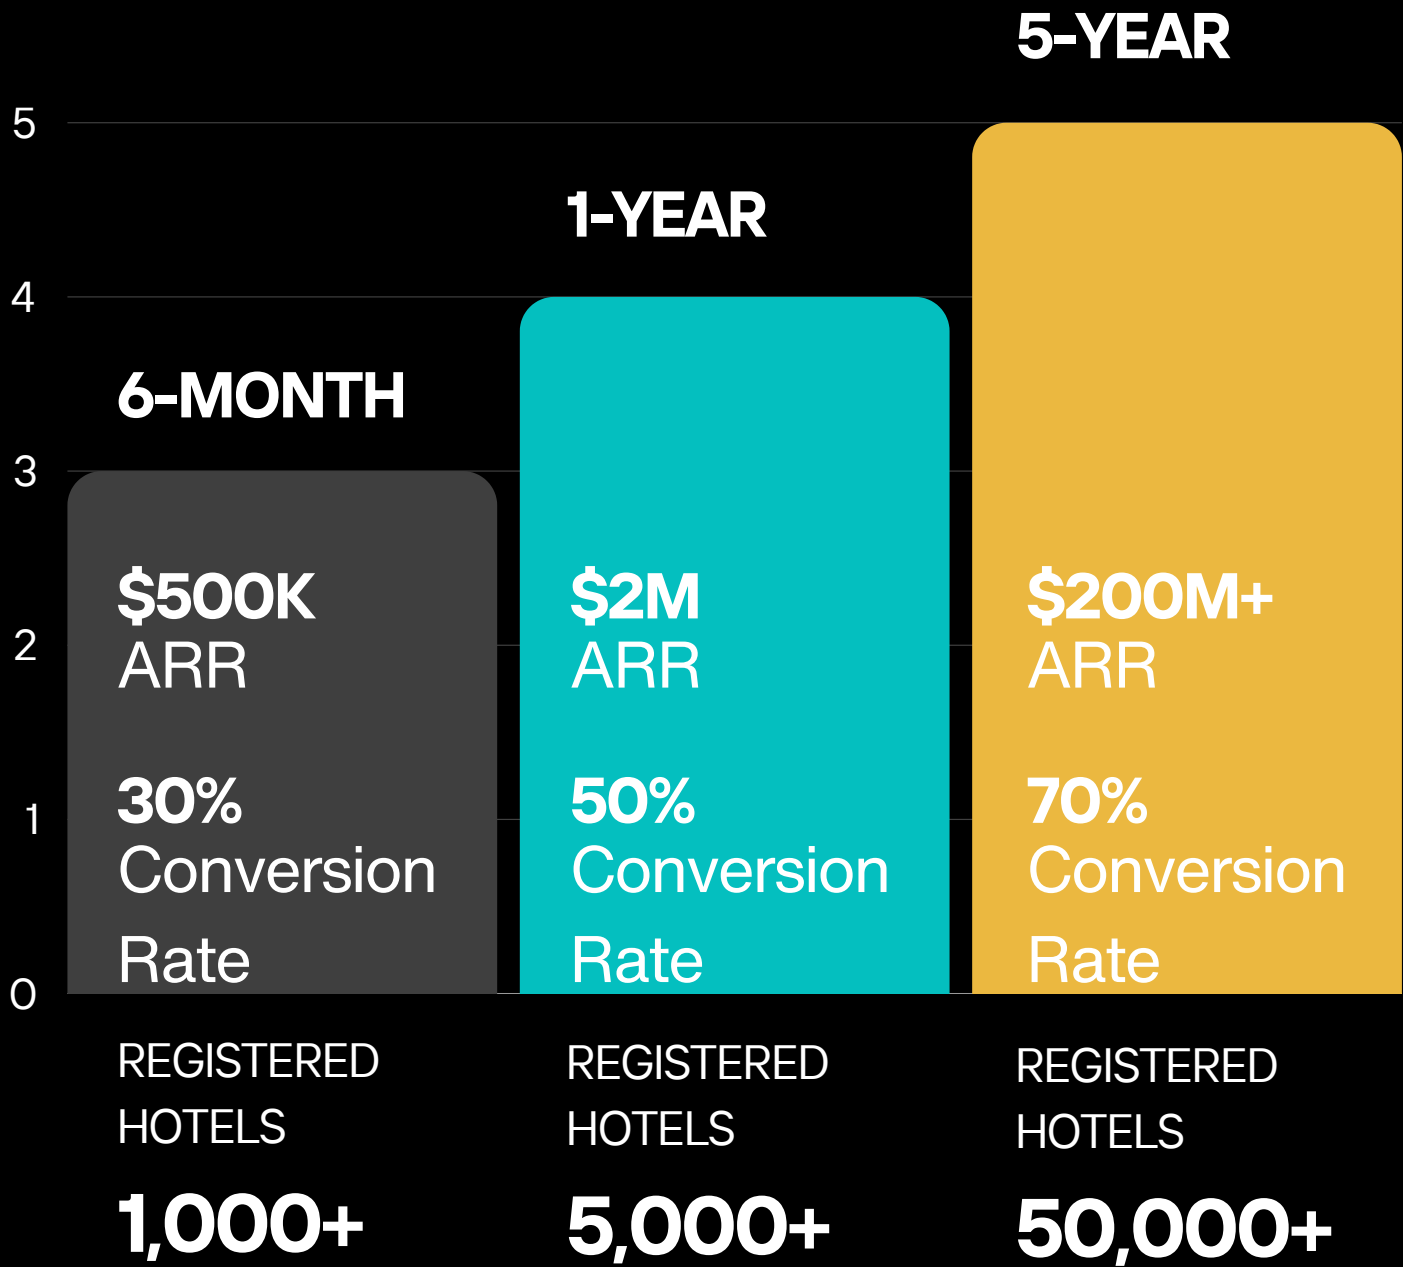 5-YEAR
5
1-YEAR
4
6-MONTH
3
$500K
ARR
$2M
ARR
$200M+
ARR
2
30%
Conversion
Rate
50%
Conversion
Rate
70%
Conversion
Rate
1
0
REGISTERED
HOTELS
1,000+
REGISTERED
HOTELS
5,000+
REGISTERED
HOTELS
50,000+